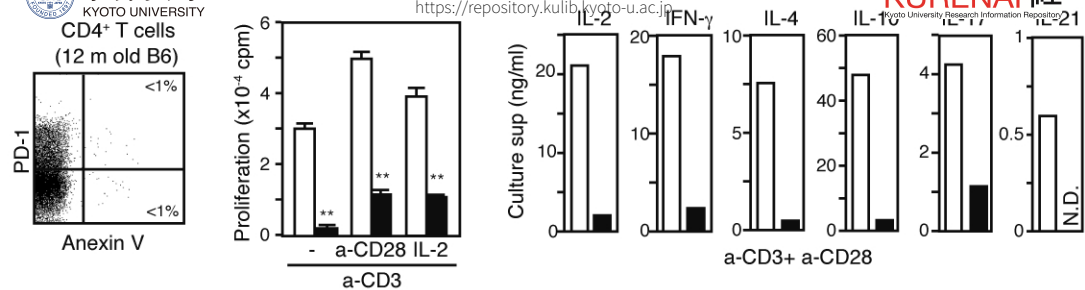 KYOTO UNIVERSITY
https://repository.kulib.kyoto-u.ac.jp
Kyoto University Research Information Repository
CD4⁺ T cells
(12 m old B6)
<1%
<1%
PD-1
Anexin V
Proliferation (x10⁻⁴ cpm)
6
4
2
0
**
**
**
- a-CD28 IL-2
a-CD3
Culture sup (ng/ml)
IL-2
20
10
0
IFN-γ
20
10
0
IL-4
10
5
0
IL-10
60
40
20
0
IL-17
4
2
0
IL-21
1
0.5
0
N.D.
a-CD3+ a-CD28